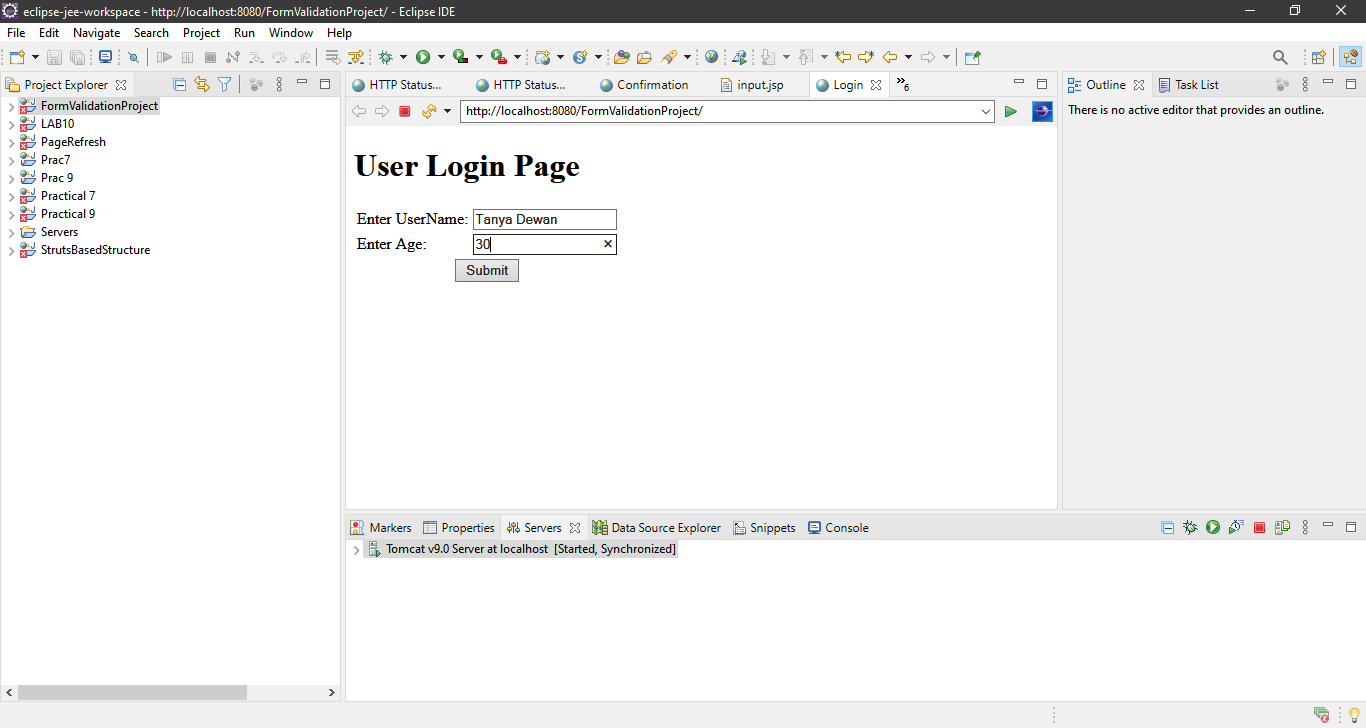 eclipse-jee-workspace - http://localhost:8080/FormValidationProject/ - Eclipse IDE
File Edit Navigate Search Project Run Window Help
Project Explorer
FormValidationProject
LAB10
PageRefresh
Prac7
Prac 9
Practical 7
Practical 9
Servers
StrutsBasedStructure
HTTP Status... HTTP Status... Confirmation input.jsp Login »6
http://localhost:8080/FormValidationProject/
User Login Page
Enter UserName: Tanya Dewan
Enter Age: 30
Submit
Outline Task List
There is no active editor that provides an outline.
Markers Properties Servers Data Source Explorer Snippets Console
Tomcat v9.0 Server at localhost [Started, Synchronized]